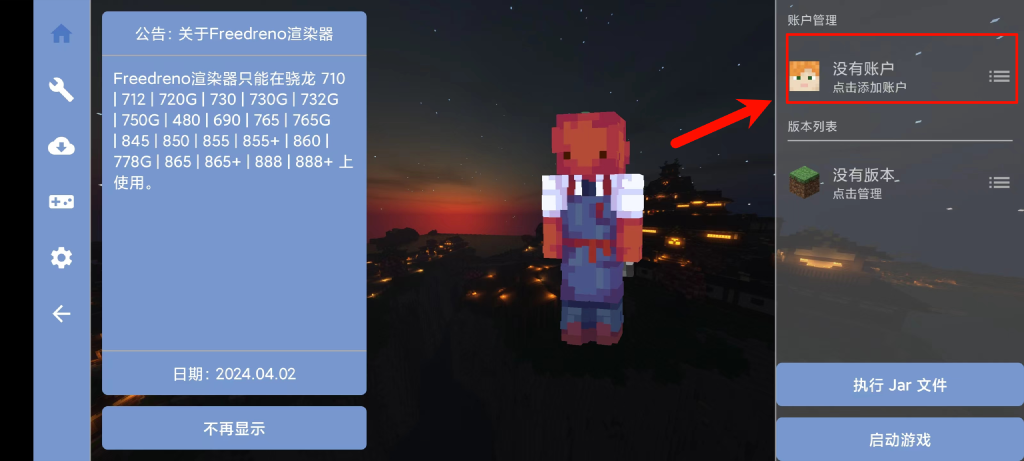 公告：关于Freedreno渲染器
Freedreno渲染器只能在骁龙 710
| 712 | 720G | 730 | 730G | 732G
| 750G | 480 | 690 | 765 | 765G
| 845 | 850 | 855 | 855+ | 860 |
778G | 865 | 865+ | 888 | 888+ 上
使用。
日期：2024.04.02
不再显示
账户管理
没有账户
点击添加账户
版本列表
没有版本
点击管理
执行 Jar 文件
启动游戏